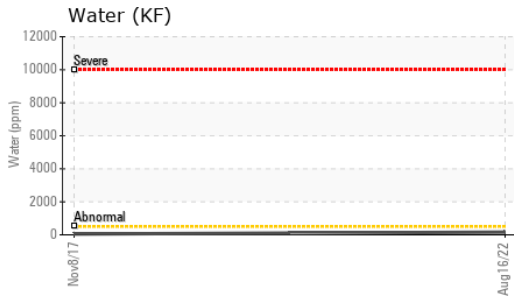 Water (KF)
12000
10000
8000
6000
4000
2000
0
Water (ppm)
Severe
Abnormal
Nov8/17
Aug16/22